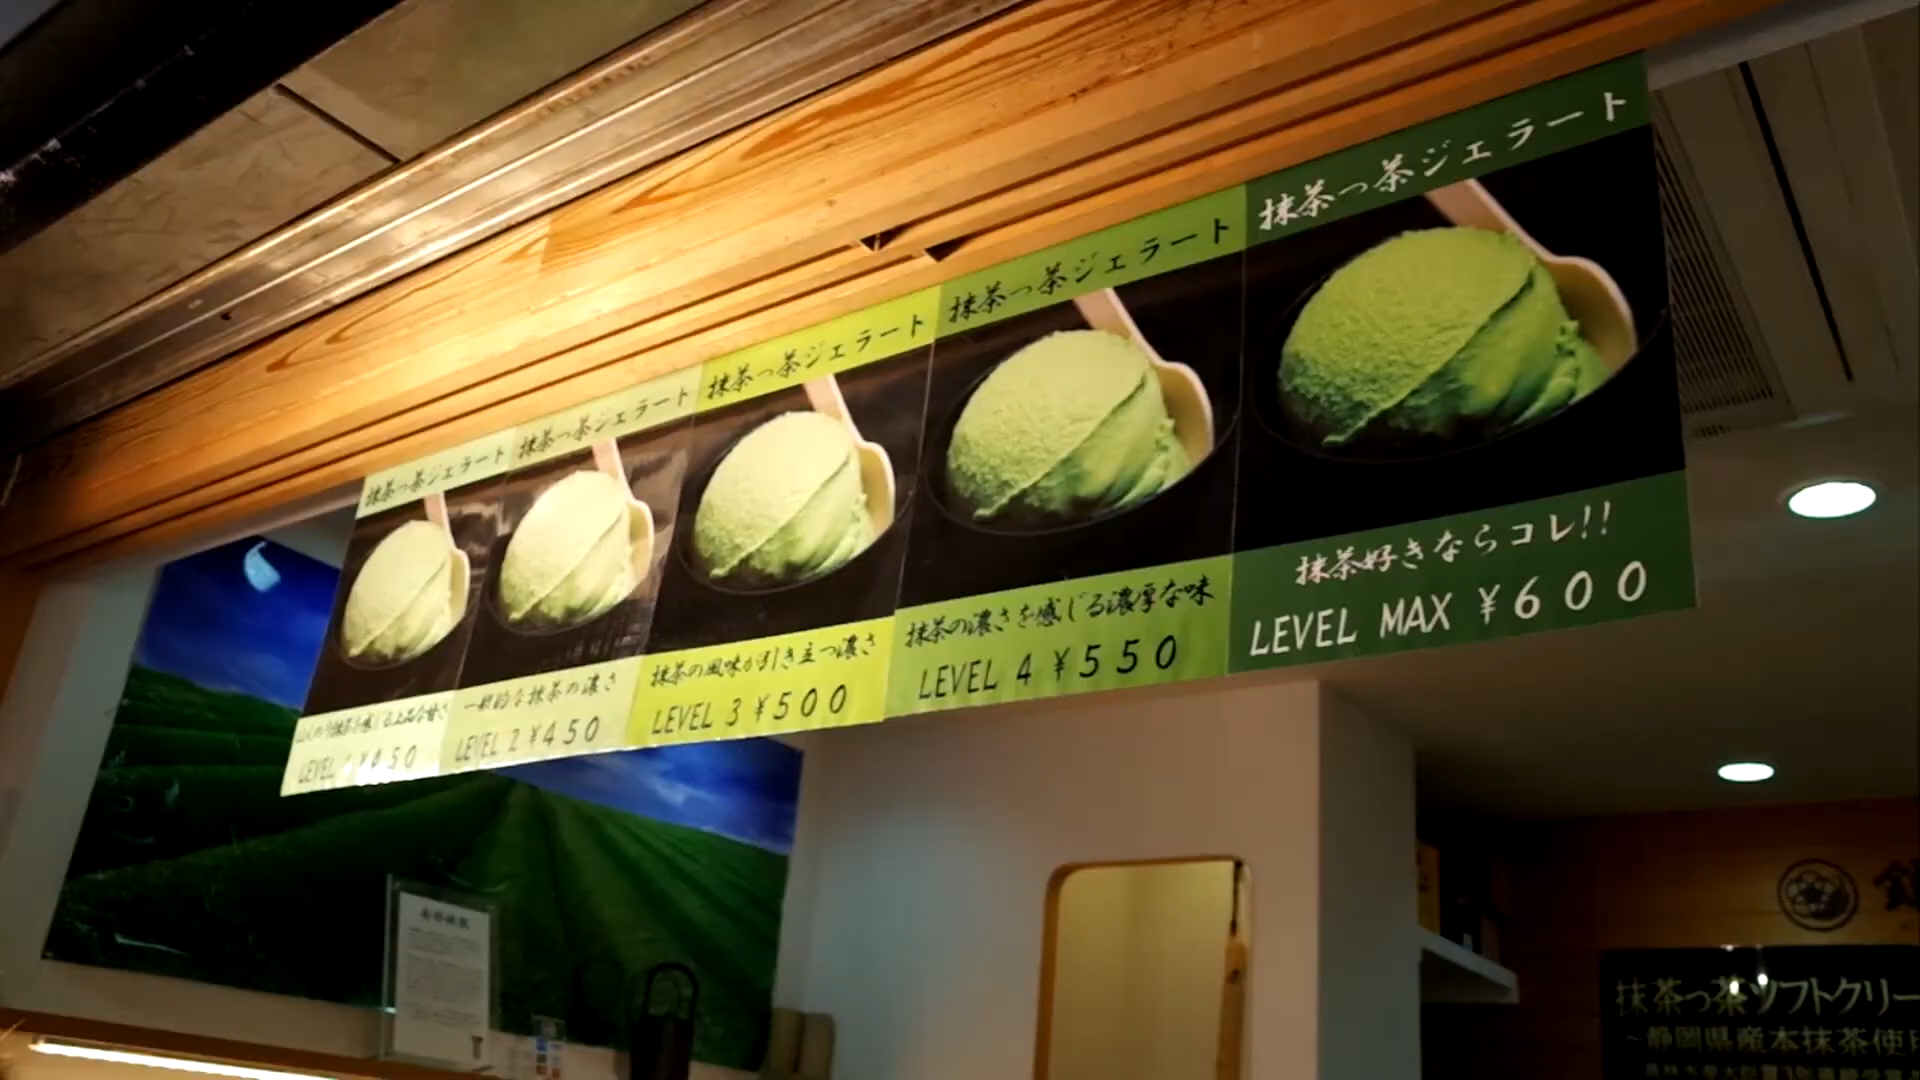 抹茶っ茶ジェラート
LEVEL
抹茶っ茶ジェラート
一般的な抹茶の濃さ
LEVEL 2 ¥450
抹茶っ茶ジェラート
抹茶の風味が引き立つ濃さ
LEVEL 3 ¥500
抹茶っ茶ジェラート
抹茶の濃さを感じる濃厚な味
LEVEL 4 ¥550
抹茶っ茶ジェラート
抹茶好きならコレ!!
LEVEL MAX ¥600
抹茶っ茶ソフトクリー
~静岡県産本抹茶使用